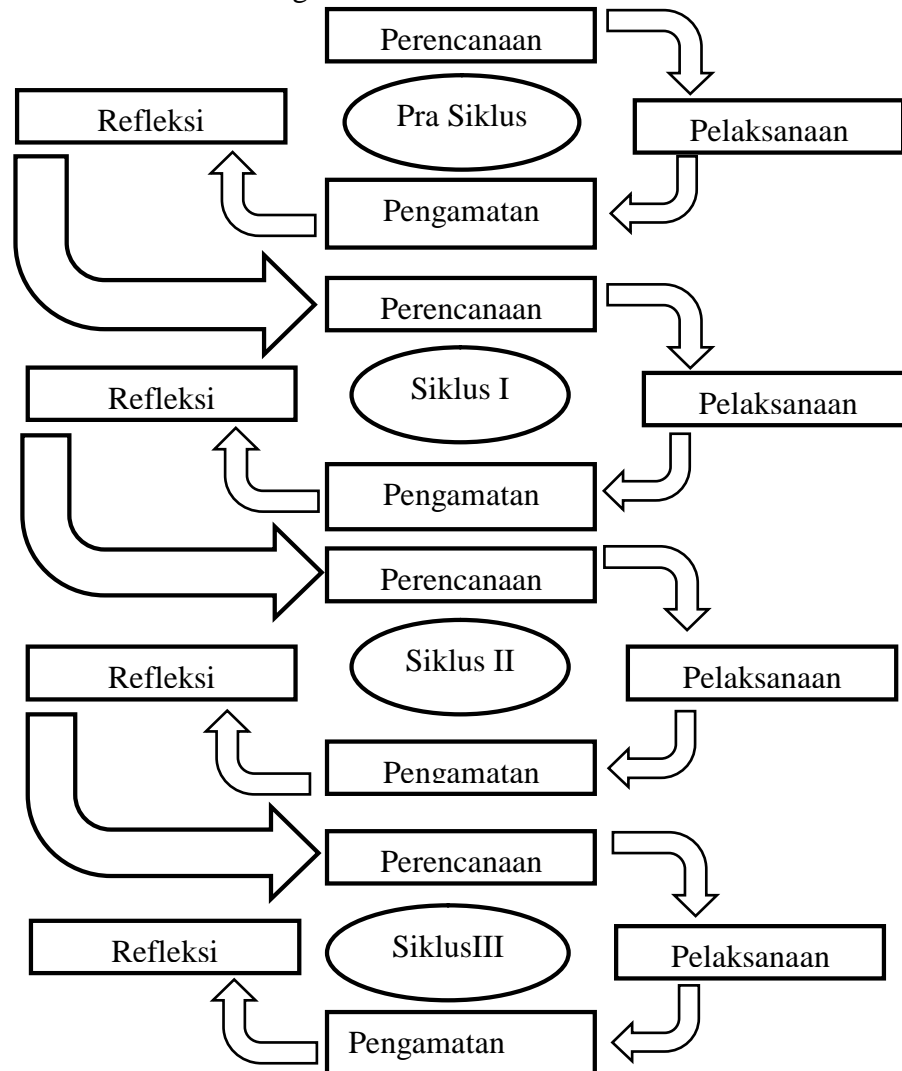 Perencanaan
Refleksi
Pra Siklus
Pelaksanaan
Pengamatan
Perencanaan
Refleksi
Siklus I
Pelaksanaan
Pengamatan
Perencanaan
Refleksi
Siklus II
Pelaksanaan
Pengamatan
Perencanaan
Refleksi
SiklusIII
Pelaksanaan
Pengamatan